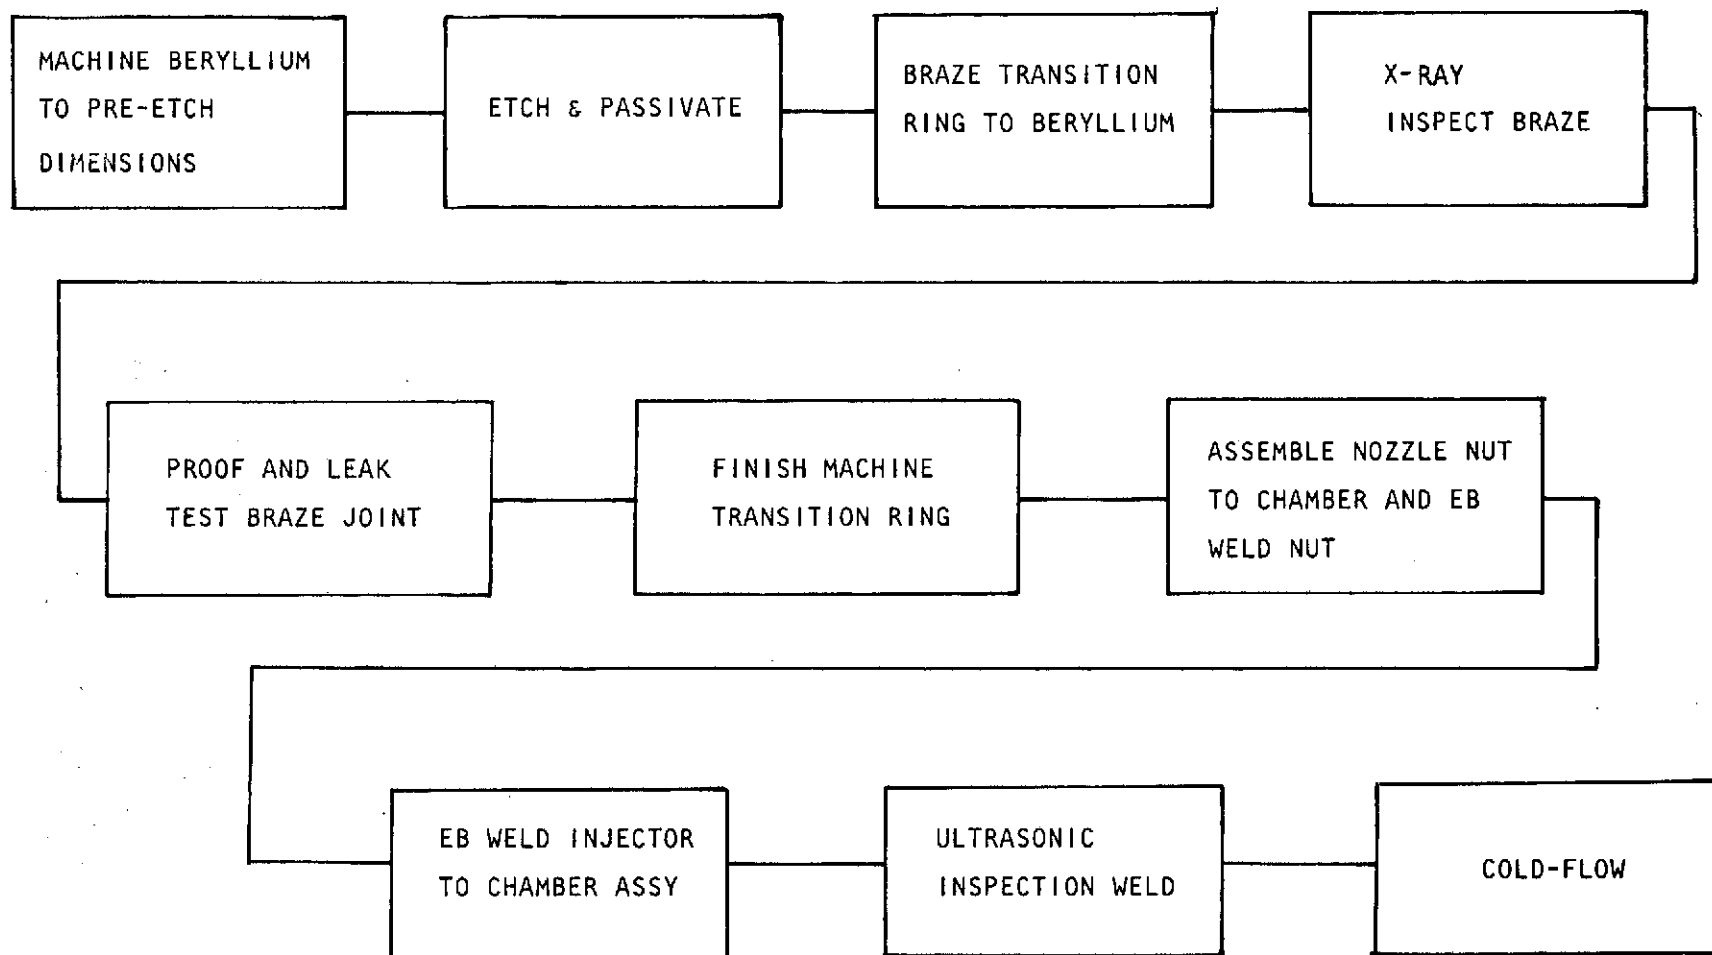 MACHINE BERYLLIUM
TO PRE-ETCH
DIMENSIONS
ETCH & PASSIVATE
BRAZE TRANSITION
RING TO BERYLLIUM
X-RAY
INSPECT BRAZE
PROOF AND LEAK
TEST BRAZE JOINT
FINISH MACHINE
TRANSITION RING
ASSEMBLE NOZZLE NUT
TO CHAMBER AND EB
WELD NUT
EB WELD INJECTOR
TO CHAMBER ASSY
ULTRASONIC
INSPECTION WELD
COLD-FLOW